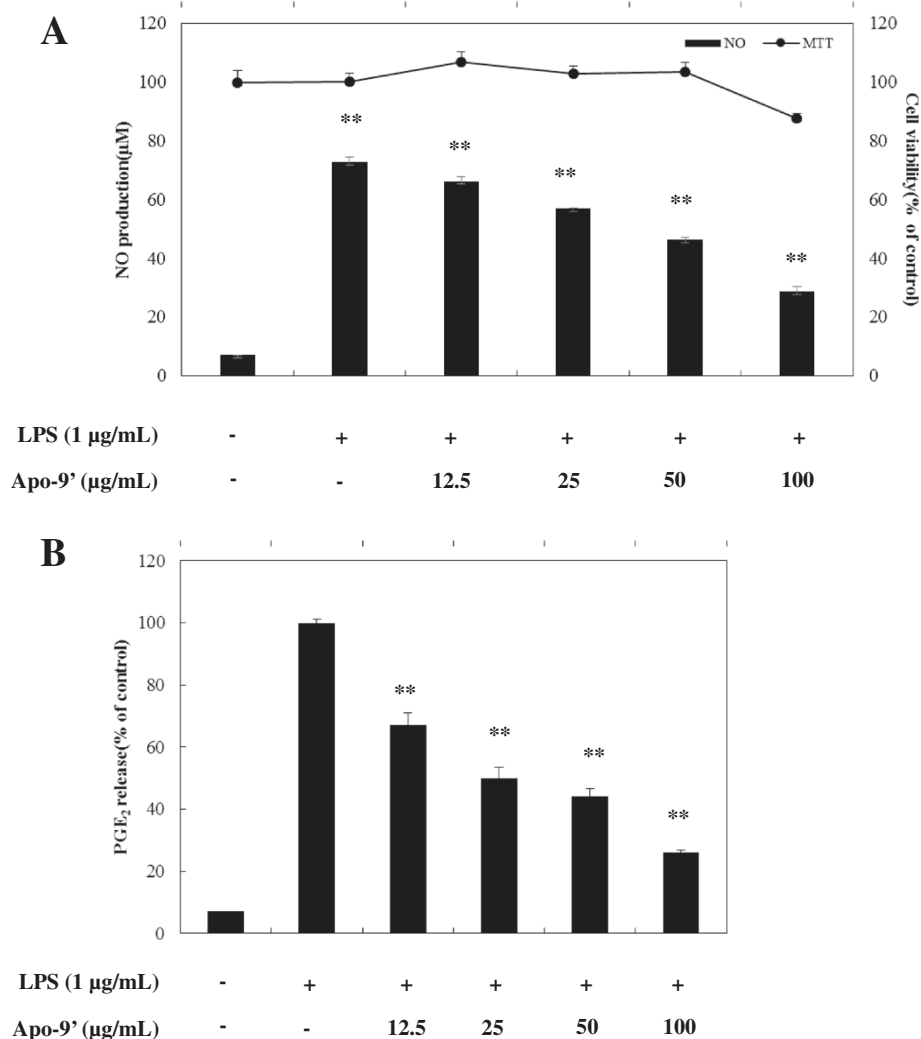 A
120
100
80
60
40
20
0
NO production(µM)
NO
MTT
**
**
**
**
**
120
100
80
60
40
20
0
Cell viability(% of control)
LPS (1 µg/mL) - + + + + +
Apo-9’ (µg/mL) - - 12.5 25 50 100
B
120
100
80
60
40
20
0
PGE₂ release(% of control)
**
**
**
**
LPS (1 µg/mL) - + + + + +
Apo-9’ (µg/mL) - - 12.5 25 50 100